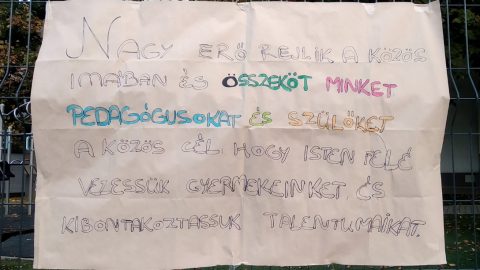 NAGY ERŐ REJLIK A KÖZÖS
IMÁIBAN ÉS ÖSSZEKÖT MINKET
PEDAGÓGUSOKAT ÉS SZÜLŐKET
A KÖZÖS CÉL, HOGY ISTEN FELÉ
VEZESSÜK GYERMEKEINKET, ÉS
KIBONTAKOZTASSUK TALENTUMAIKAT.